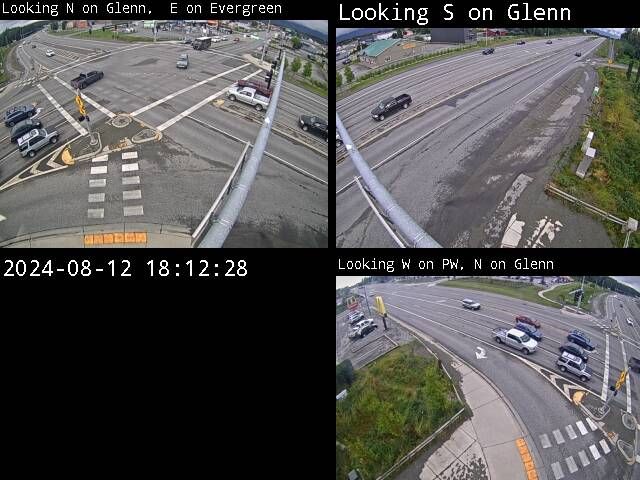 Looking N on Glenn,  E on Evergreen
Looking S on Glenn
2024-08-12 18:12:28
Looking W on PW, N on Glenn